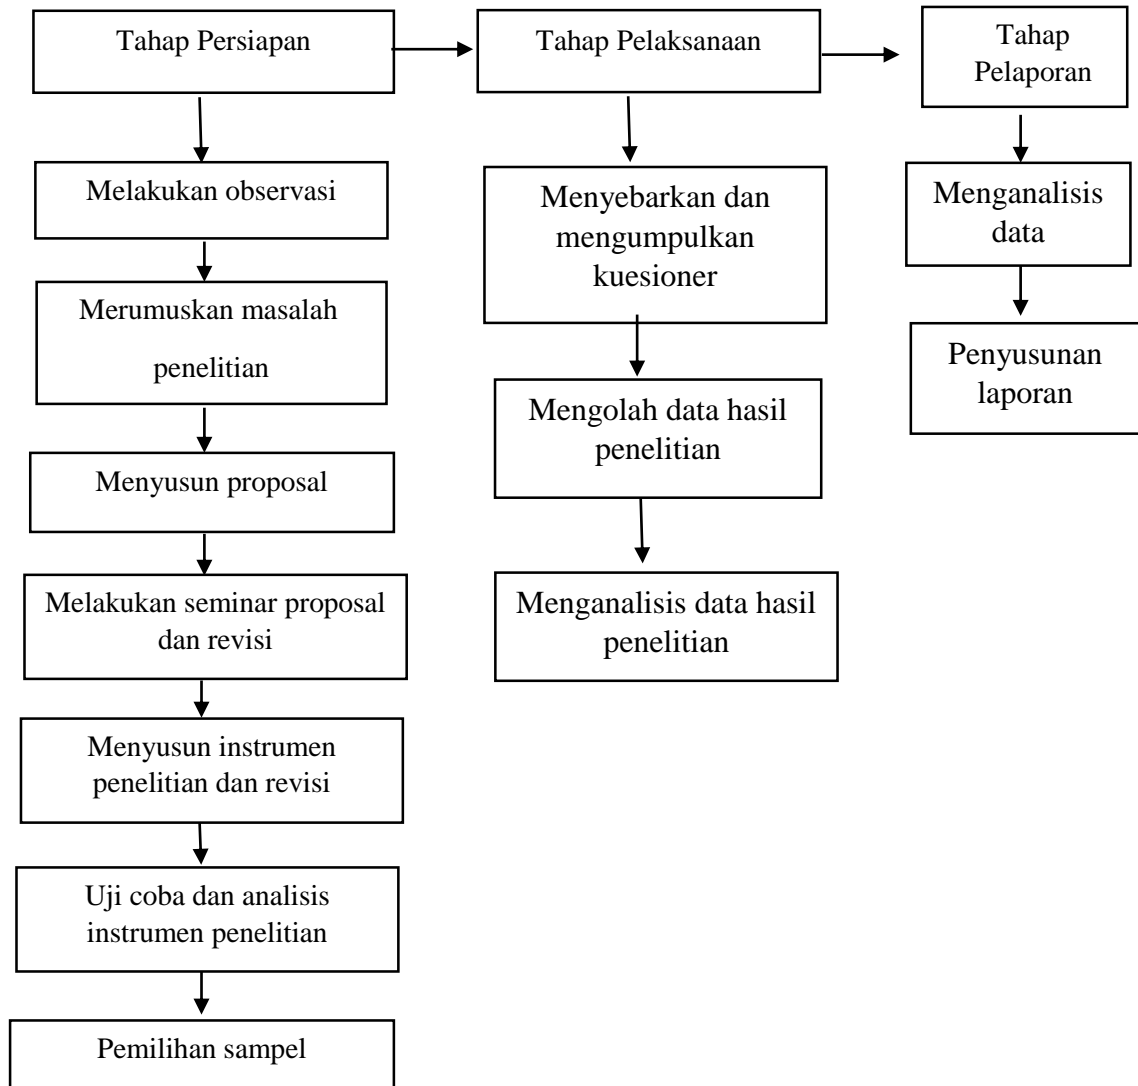 Tahap Persiapan
Melakukan observasi
Merumuskan masalah
penelitian
Menyusun proposal
Melakukan seminar proposal
dan revisi
Menyusun instrumen
penelitian dan revisi
Uji coba dan analisis
instrumen penelitian
Pemilihan sampel
Tahap Pelaksanaan
Menyebarkan dan
mengumpulkan
kuesioner
Mengolah data hasil
penelitian
Menganalisis data hasil
penelitian
Tahap
Pelaporan
Menganalisis
data
Penyusunan
laporan